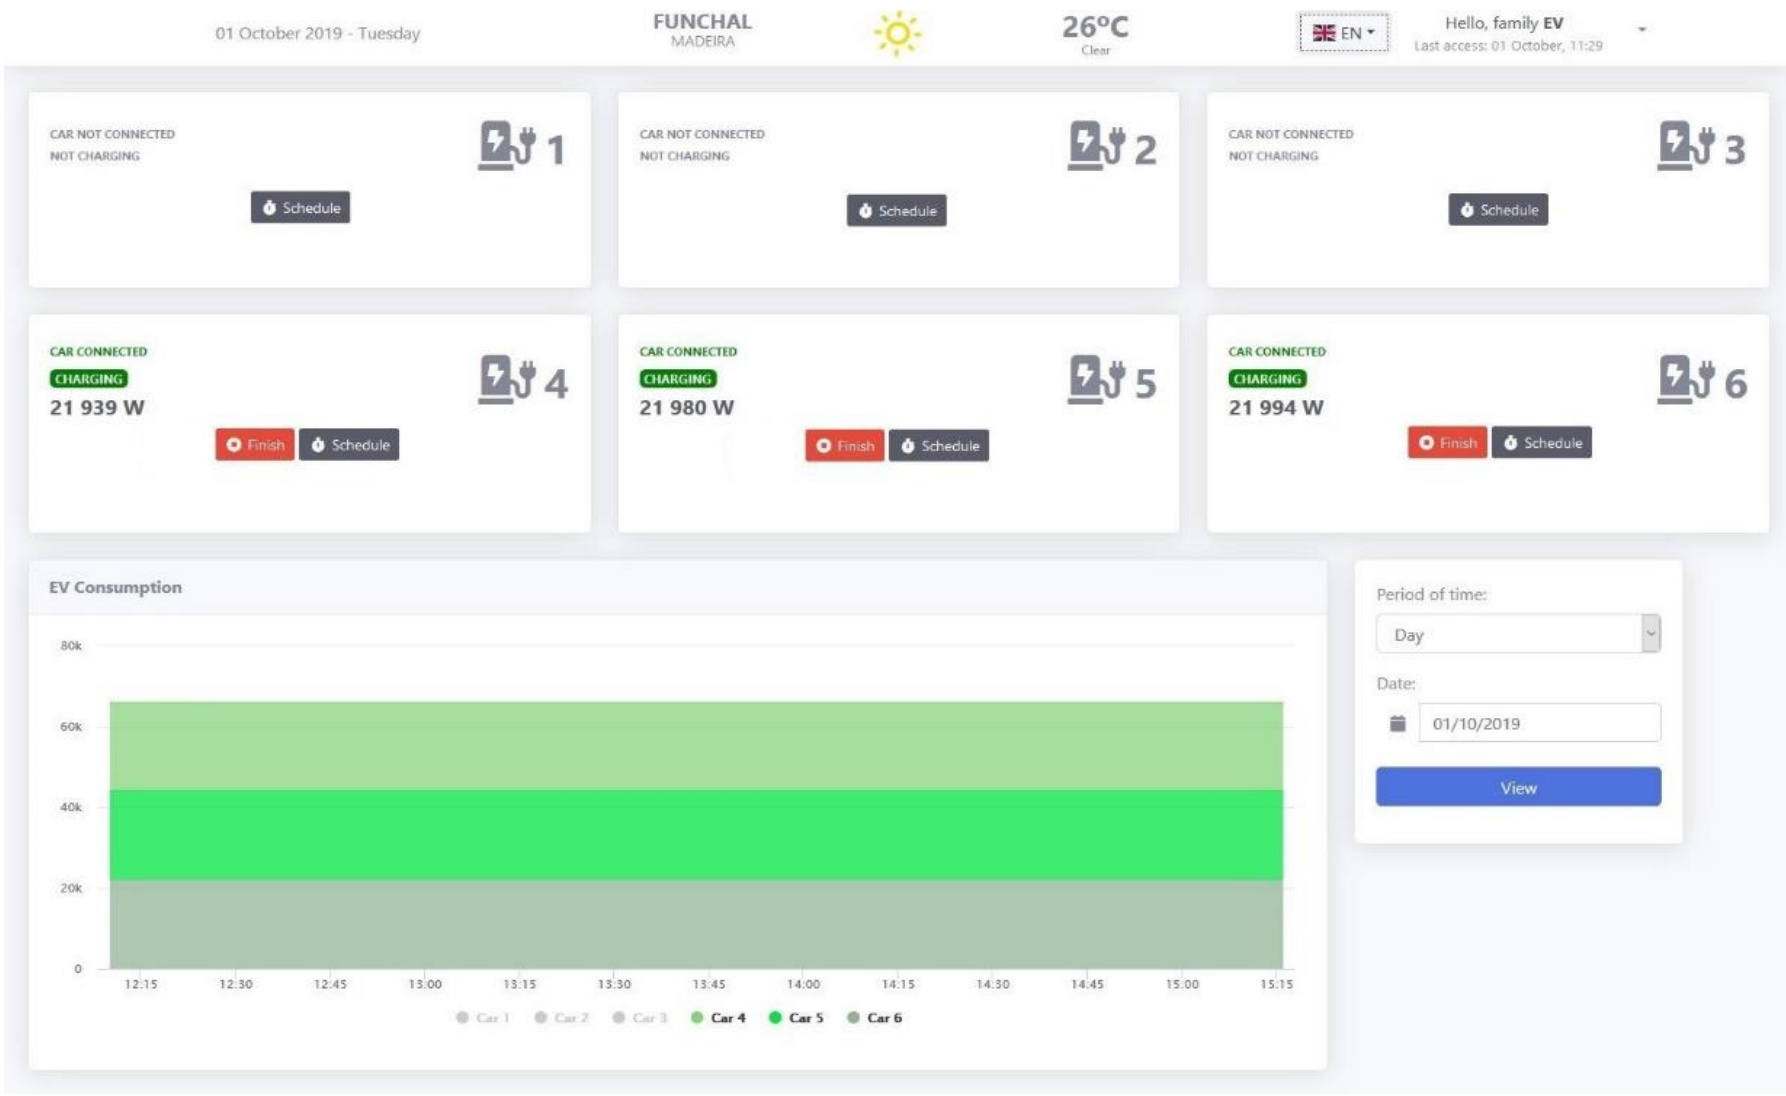 01 October 2019 - Tuesday
FUNCHAL
MADEIRA
26ºC
Clear
EN
Hello, family EV
Last access: 01 October, 11:29
CAR NOT CONNECTED
NOT CHARGING
1
Schedule
CAR NOT CONNECTED
NOT CHARGING
2
Schedule
CAR NOT CONNECTED
NOT CHARGING
3
Schedule
CAR CONNECTED
CHARGING
21 939 W
4
Finish
Schedule
CAR CONNECTED
CHARGING
21 980 W
5
Finish
Schedule
CAR CONNECTED
CHARGING
21 994 W
6
Finish
Schedule
EV Consumption
80k
60k
40k
20k
0
12:15 12:30 12:45 13:00 13:15 13:30 13:45 14:00 14:15 14:30 14:45 15:00 15:15
Car 1 Car 2 Car 3 Car 4 Car 5 Car 6
Period of time:
Day
Date:
01/10/2019
View